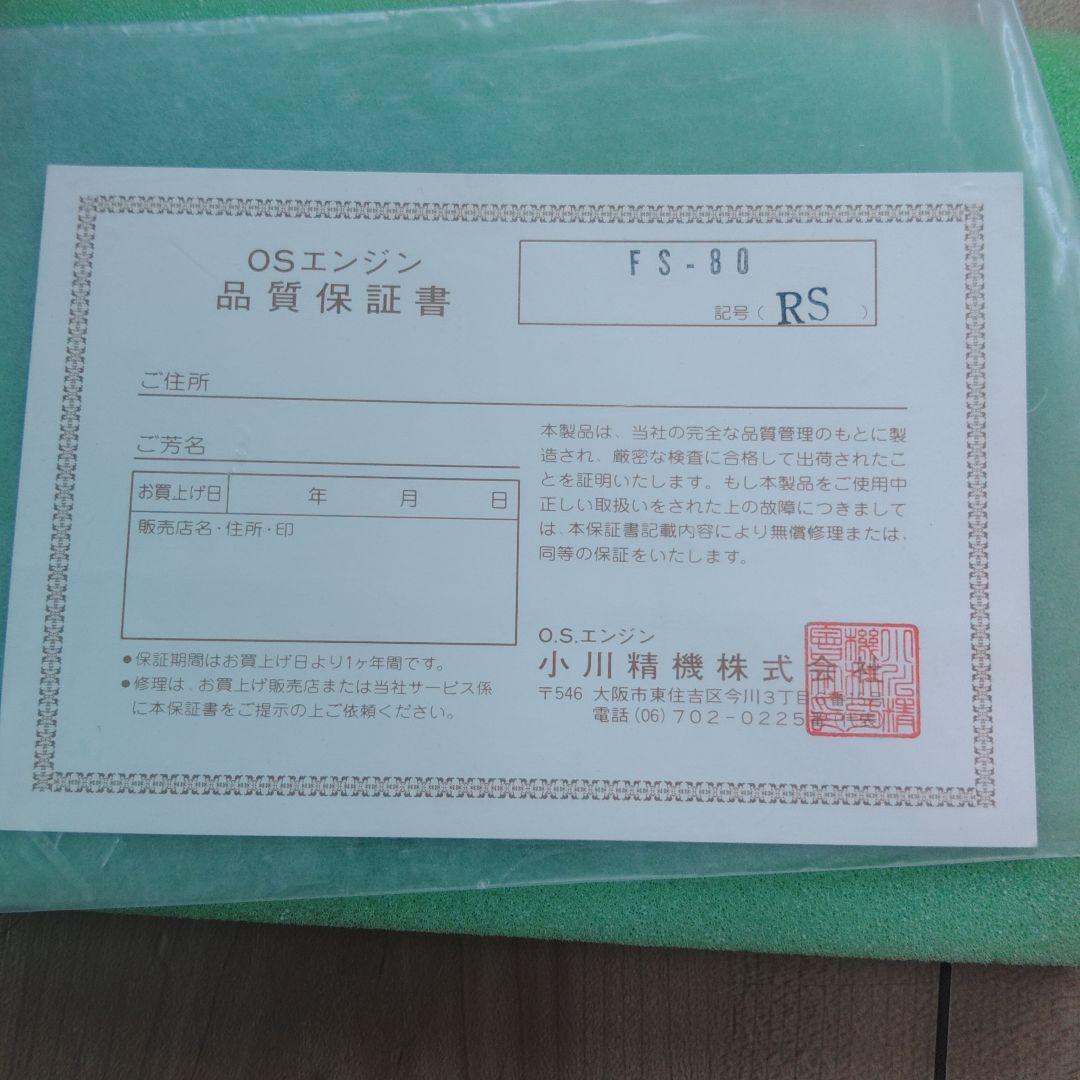 OSエンジン
品質保証書
FS-80
記号( RS )
ご住所
ご芳名
お買上げ日 年 月 日
販売店名・住所・印
●保証期間はお買上げ日より1ヶ年間です。
●修理は、お買上げ販売店または当社サービス係
に本保証書をご提示の上ご依頼ください。
本製品は、当社の完全な品質管理のもとに製
造され、厳密な検査に合格して出荷されたこ
とを証明いたします。もし本製品をご使用中
正しい取扱いをされた上の故障につきまして
は、本保証書記載内容により無償修理または、
同等の保証をいたします。
O.S.エンジン
小川精機株式会社
〒546 大阪市東住吉区今川3丁目
電話(06)702-0225番 代表